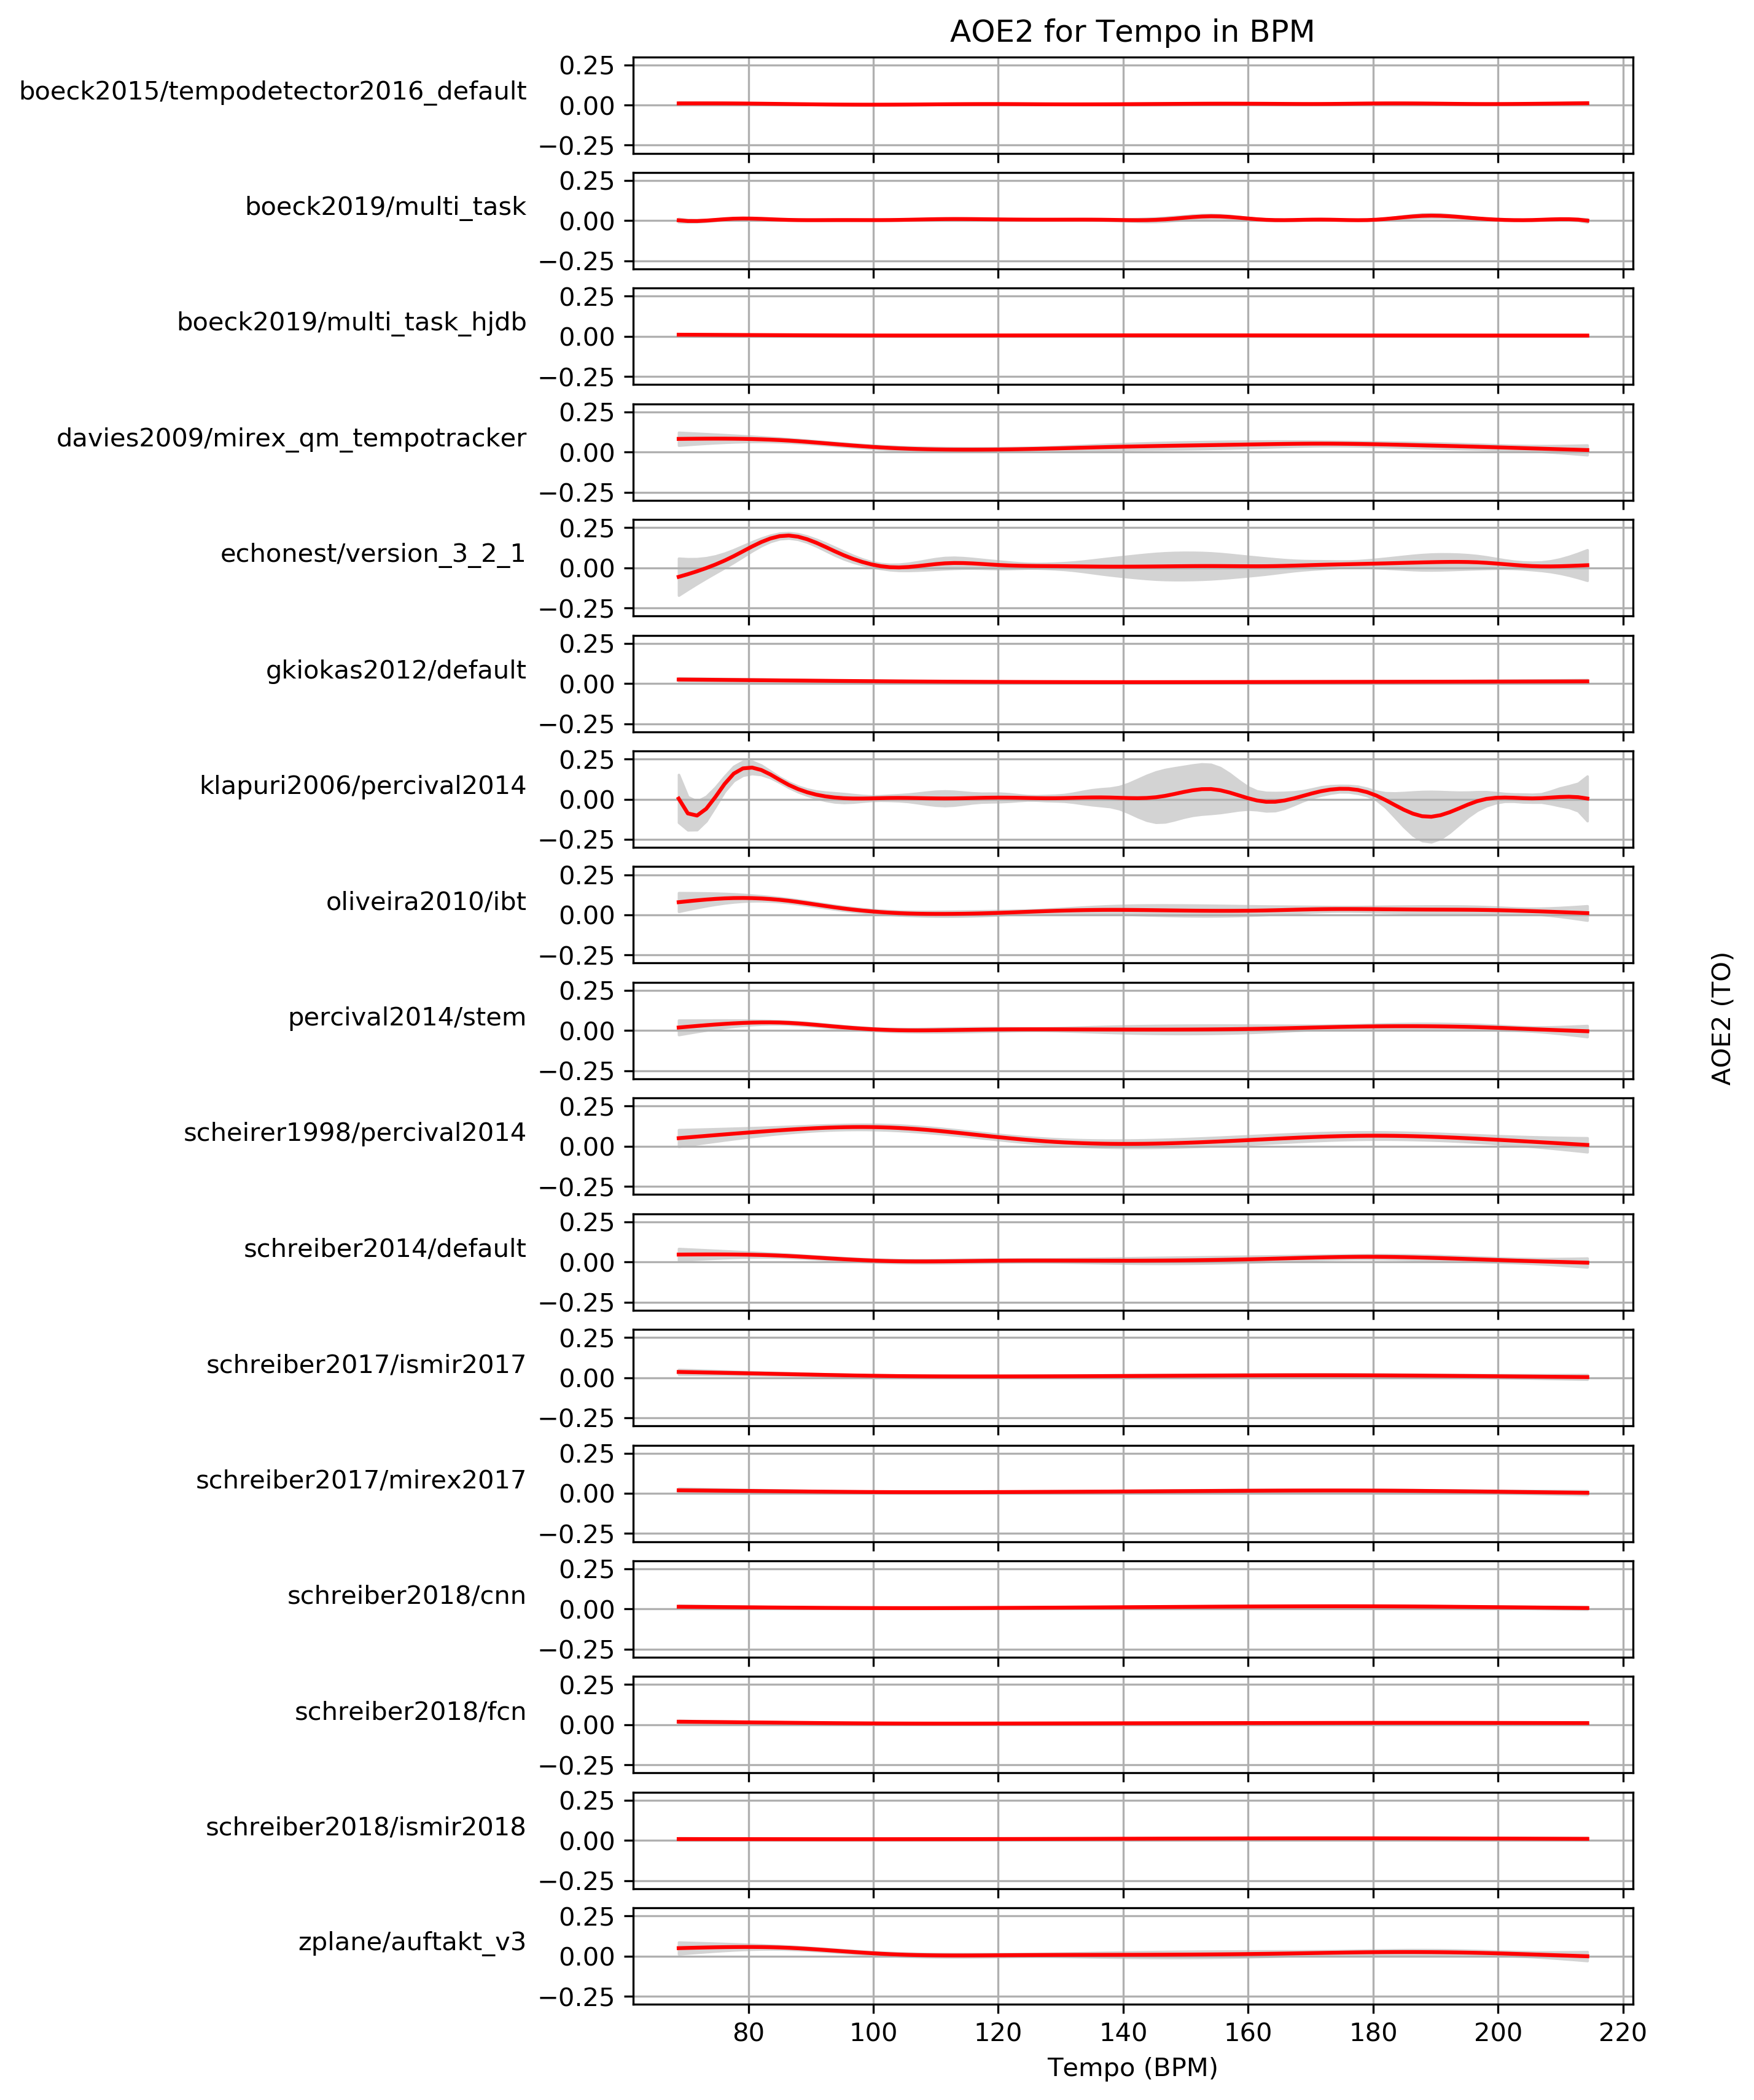 AOE2 for Tempo in BPM
boeck2015/tempodetector2016_default
0.25
0.00
−0.25
boeck2019/multi_task
0.25
0.00
−0.25
boeck2019/multi_task_hjdb
0.25
0.00
−0.25
davies2009/mirex_qm_tempotracker
0.25
0.00
−0.25
echonest/version_3_2_1
0.25
0.00
−0.25
gkiokas2012/default
0.25
0.00
−0.25
klapuri2006/percival2014
0.25
0.00
−0.25
oliveira2010/ibt
0.25
0.00
−0.25
percival2014/stem
0.25
0.00
−0.25
scheirer1998/percival2014
0.25
0.00
−0.25
schreiber2014/default
0.25
0.00
−0.25
schreiber2017/ismir2017
0.25
0.00
−0.25
schreiber2017/mirex2017
0.25
0.00
−0.25
schreiber2018/cnn
0.25
0.00
−0.25
schreiber2018/fcn
0.25
0.00
−0.25
schreiber2018/ismir2018
0.25
0.00
−0.25
zplane/auftakt_v3
0.25
0.00
−0.25
80 100 120 140 160 180 200 220
Tempo (BPM)
AOE2 (TO)